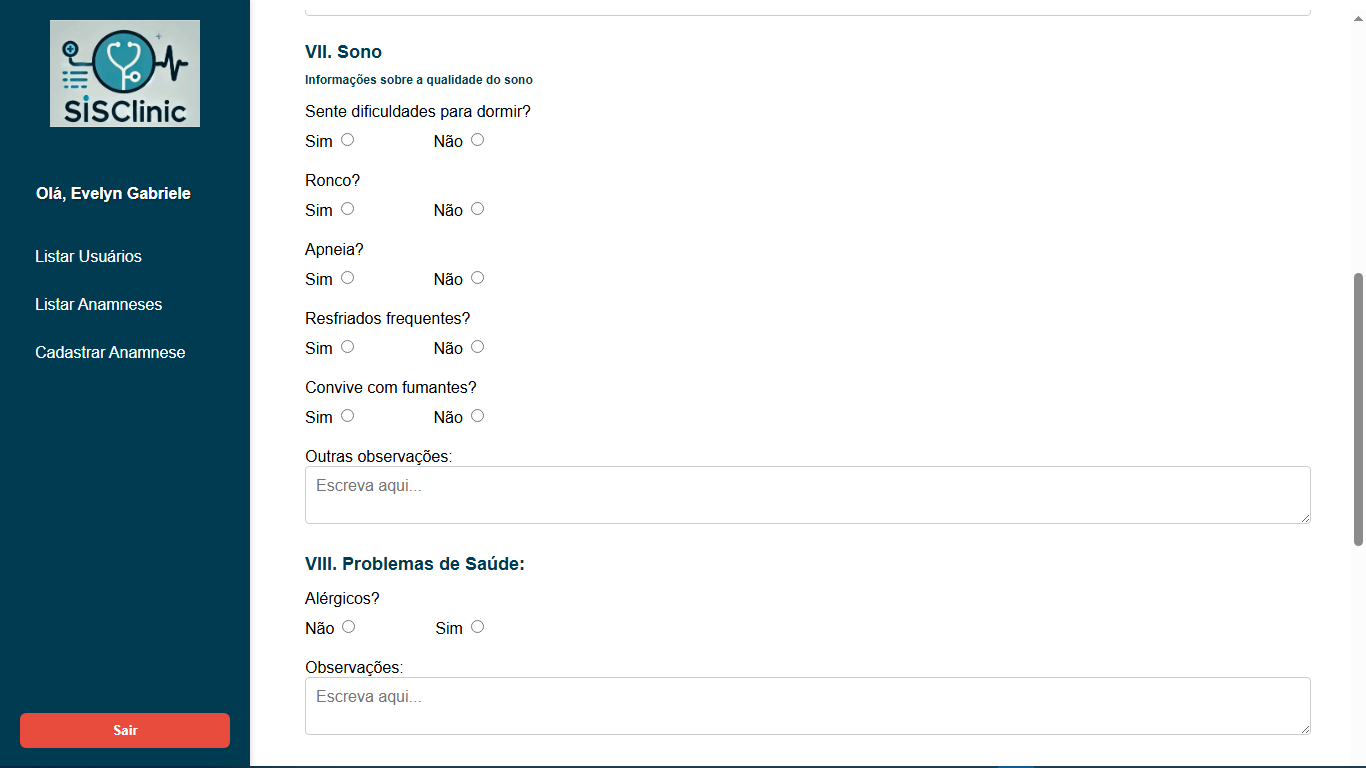 SiSClinic
Olá, Evelyn Gabriele
Listar Usuários
Listar Anamneses
Cadastrar Anamnese
Sair
VII. Sono
Informações sobre a qualidade do sono
Sente dificuldades para dormir?
Sim Não
Ronco?
Sim Não
Apneia?
Sim Não
Resfriados frequentes?
Sim Não
Convive com fumantes?
Sim Não
Outras observações:
Escreva aqui...
VIII. Problemas de Saúde:
Alérgicos?
Não Sim
Observações:
Escreva aqui...